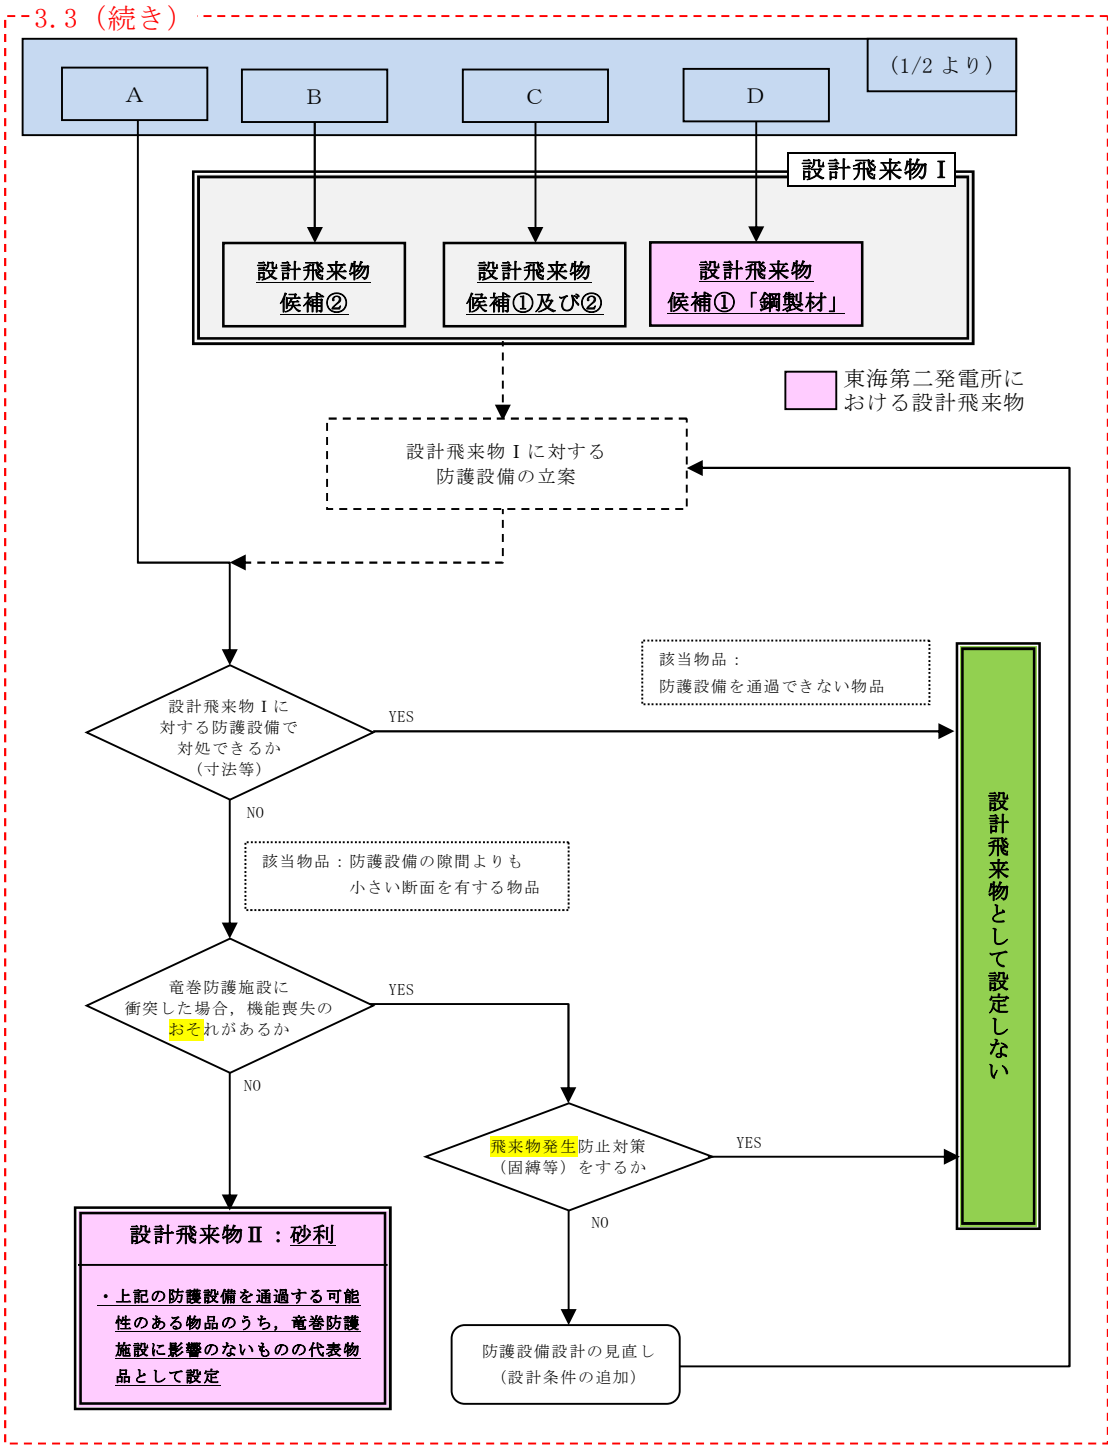 3.3（続き）
（1/2 より）
A
B
C
D
設計飛来物Ⅰ
設計飛来物
候補②
設計飛来物
候補①及び②
設計飛来物
候補①「鋼製材」
東海第二発電所に
おける設計飛来物
設計飛来物Ⅰに対する
防護設備の立案
該当物品：
防護設備を通過できない物品
設計飛来物Ⅰに
対する防護設備で
対処できるか
（寸法等）
YES
NO
該当物品：防護設備の隙間よりも
小さい断面を有する物品
設計飛来物として設定しない
竜巻防護施設に
衝突した場合，機能喪失の
おそれがあるか
YES
NO
飛来物発生防止対策
（固縛等）をするか
YES
NO
設計飛来物Ⅱ：砂利
・上記の防護設備を通過する可能
性のある物品のうち，竜巻防護
施設に影響のないものの代表物
品として設定
防護設備設計の見直し
（設計条件の追加）